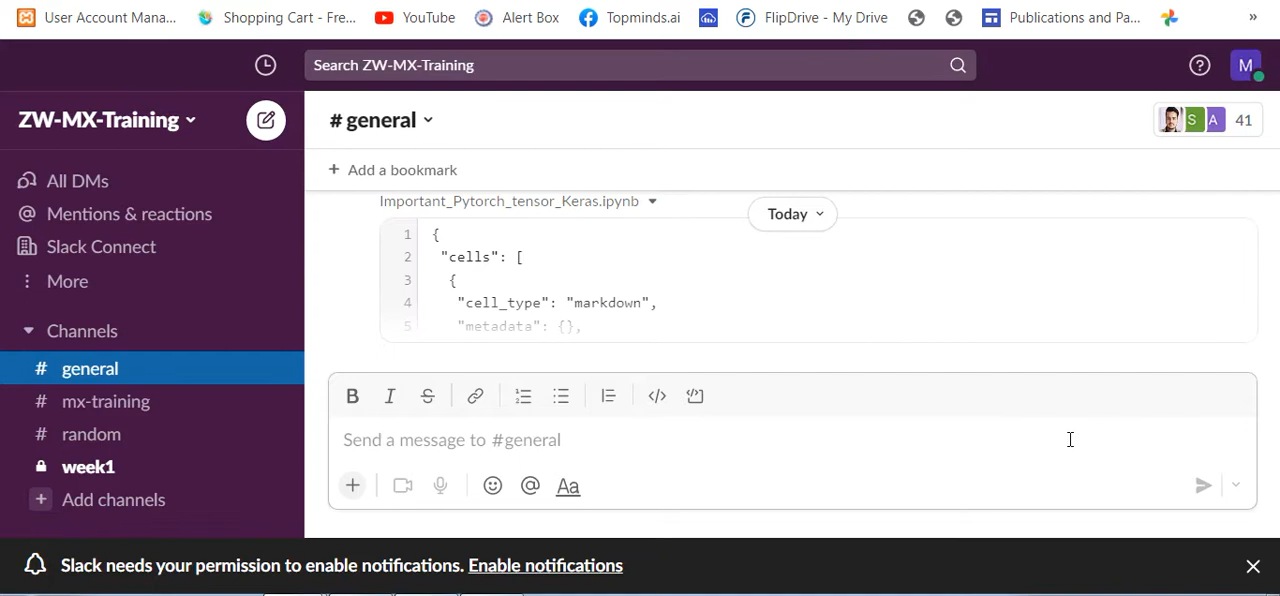 User Account Mana... Shopping Cart - Fre... YouTube Alert Box Topminds.ai FlipDrive - My Drive Publications and Pa... »
Search ZW-MX-Training M
ZW-MX-Training # general S A 41
+ Add a bookmark
All DMs
Mentions & reactions
Slack Connect
More
Channels
# general
# mx-training
# random
week1
+ Add channels
Important_Pytorch_tensor_Keras.ipynb Today
1 {
2 "cells": [
3 {
4 "cell_type": "markdown",
5 "metadata": {},
B I S
Send a message to #general
+ @ Aa
Slack needs your permission to enable notifications. Enable notifications